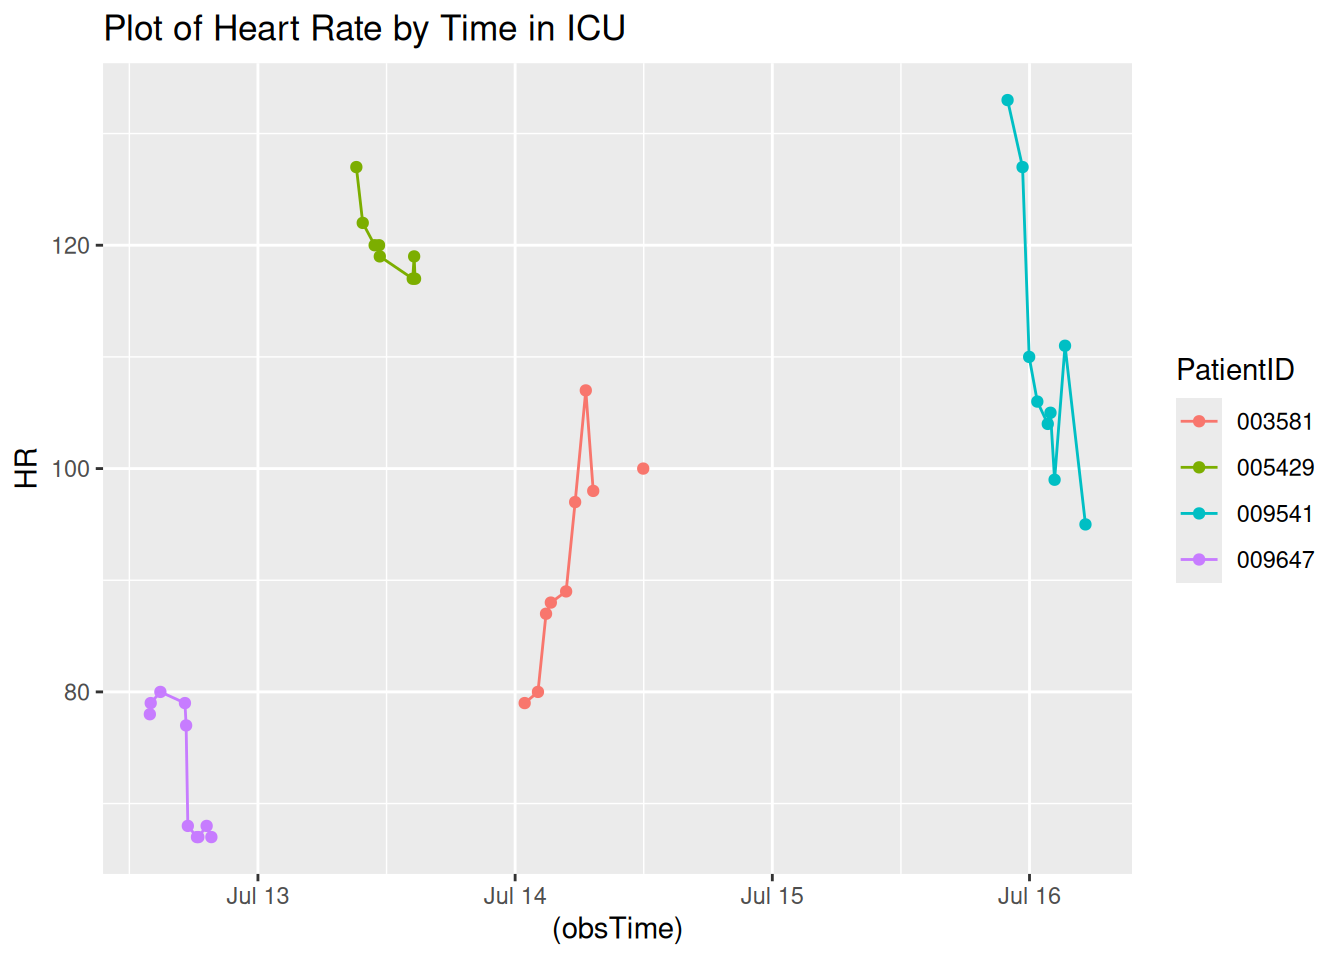 Plot of Heart Rate by Time in ICU
HR
120
100
80
Jul 13
Jul 14
Jul 15
Jul 16
(obsTime)
PatientID
003581
005429
009541
009647